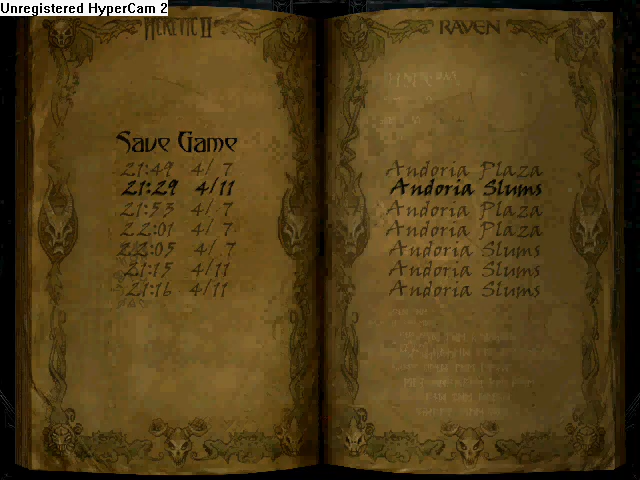 Unregistered HyperCam 2
HERETIC II
RAVEN
Save Game
21:49 4/ 7 Andoria Plaza
21:29 4/11 Andoria Slums
21:53 4/ 7 Andoria Plaza
22:01 4/ 7 Andoria Plaza
22:05 4/ 7 Andoria Slums
21:15 4/11 Andoria Slums
21:16 4/11 Andoria Slums